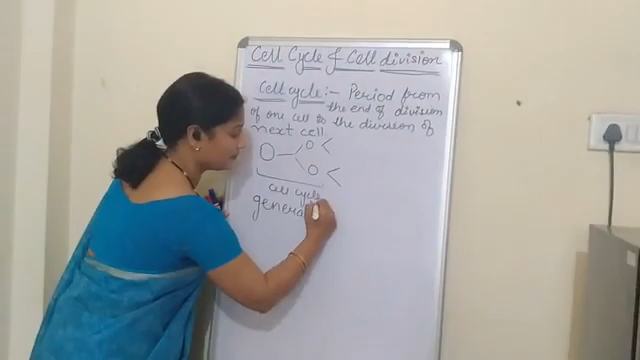 Cell Cycle & Cell division
Cell cycle:- Period from
the end of division
of one cell to the division of
next cell
cell cycle
genera